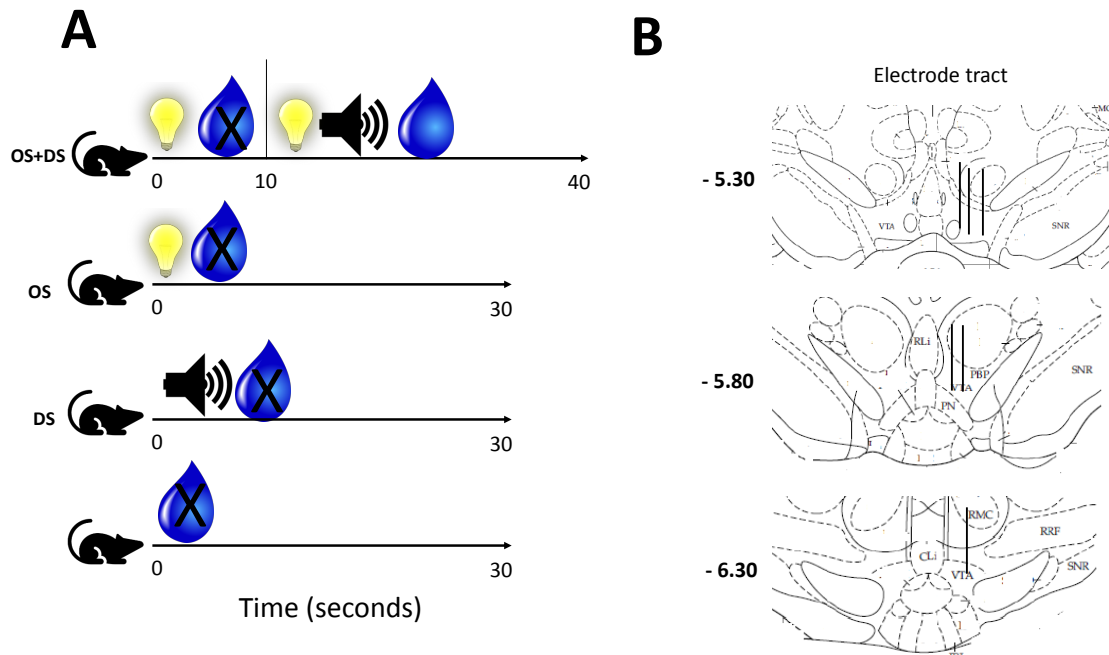 A
OS+DS
0
10
40
OS
0
30
DS
0
30
0
30
Time (seconds)
B
Electrode tract
- 5.30
VTA
SNR
- 5.80
RLi
PBP
VTA
PN
SNR
- 6.30
RMC
RRF
CLi
VTA
SNR